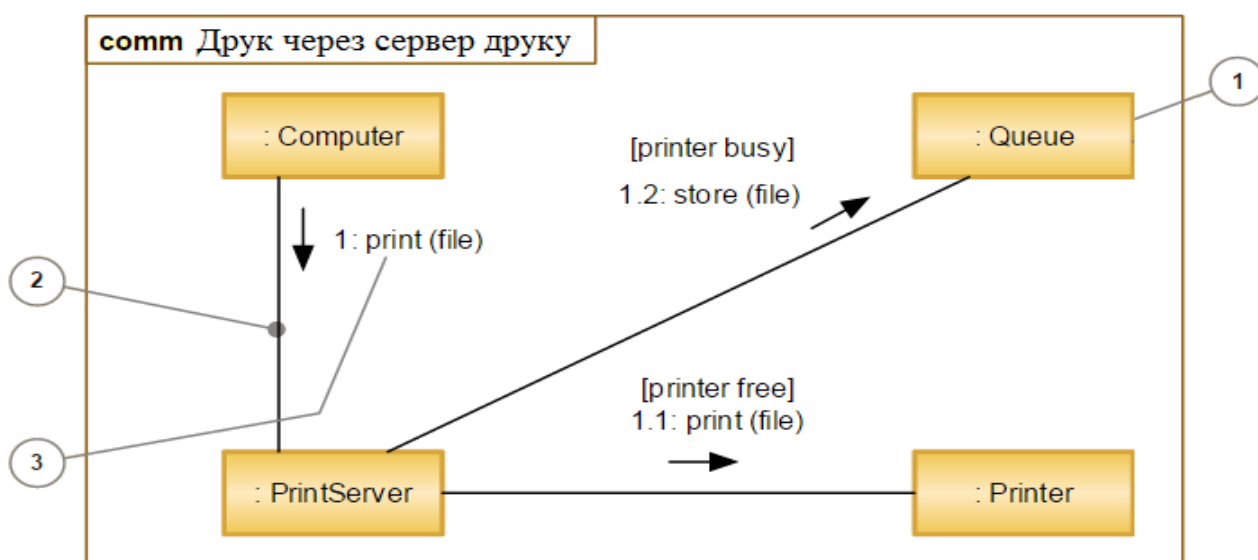 comm Друк через сервер друку
1
: Computer
: Queue
[printer busy]
1.2: store (file)
1: print (file)
2
[printer free]
1.1: print (file)
3
: PrintServer
: Printer